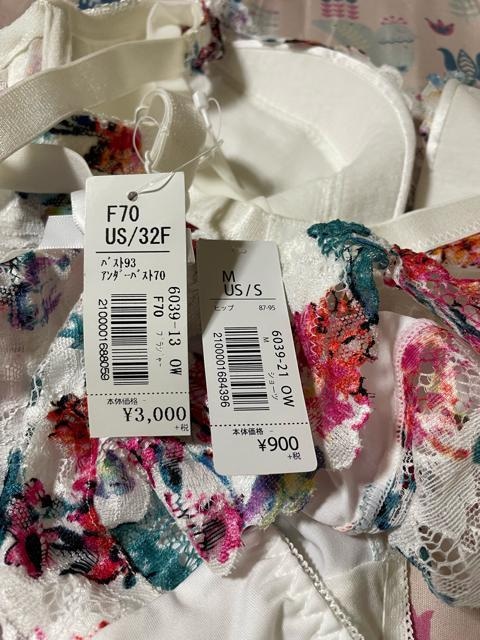 F70
US/32F
ﾊﾞｽﾄ93
ｱﾝﾀﾞｰﾊﾞｽﾄ70
6039-13 OW
F70
ブラジャー
2100001688059
本体価格
¥3,000
+税
M
US/S
ヒップ 87-95
6039-21 OW
M
ショーツ
2100001684396
本体価格
¥900
+税